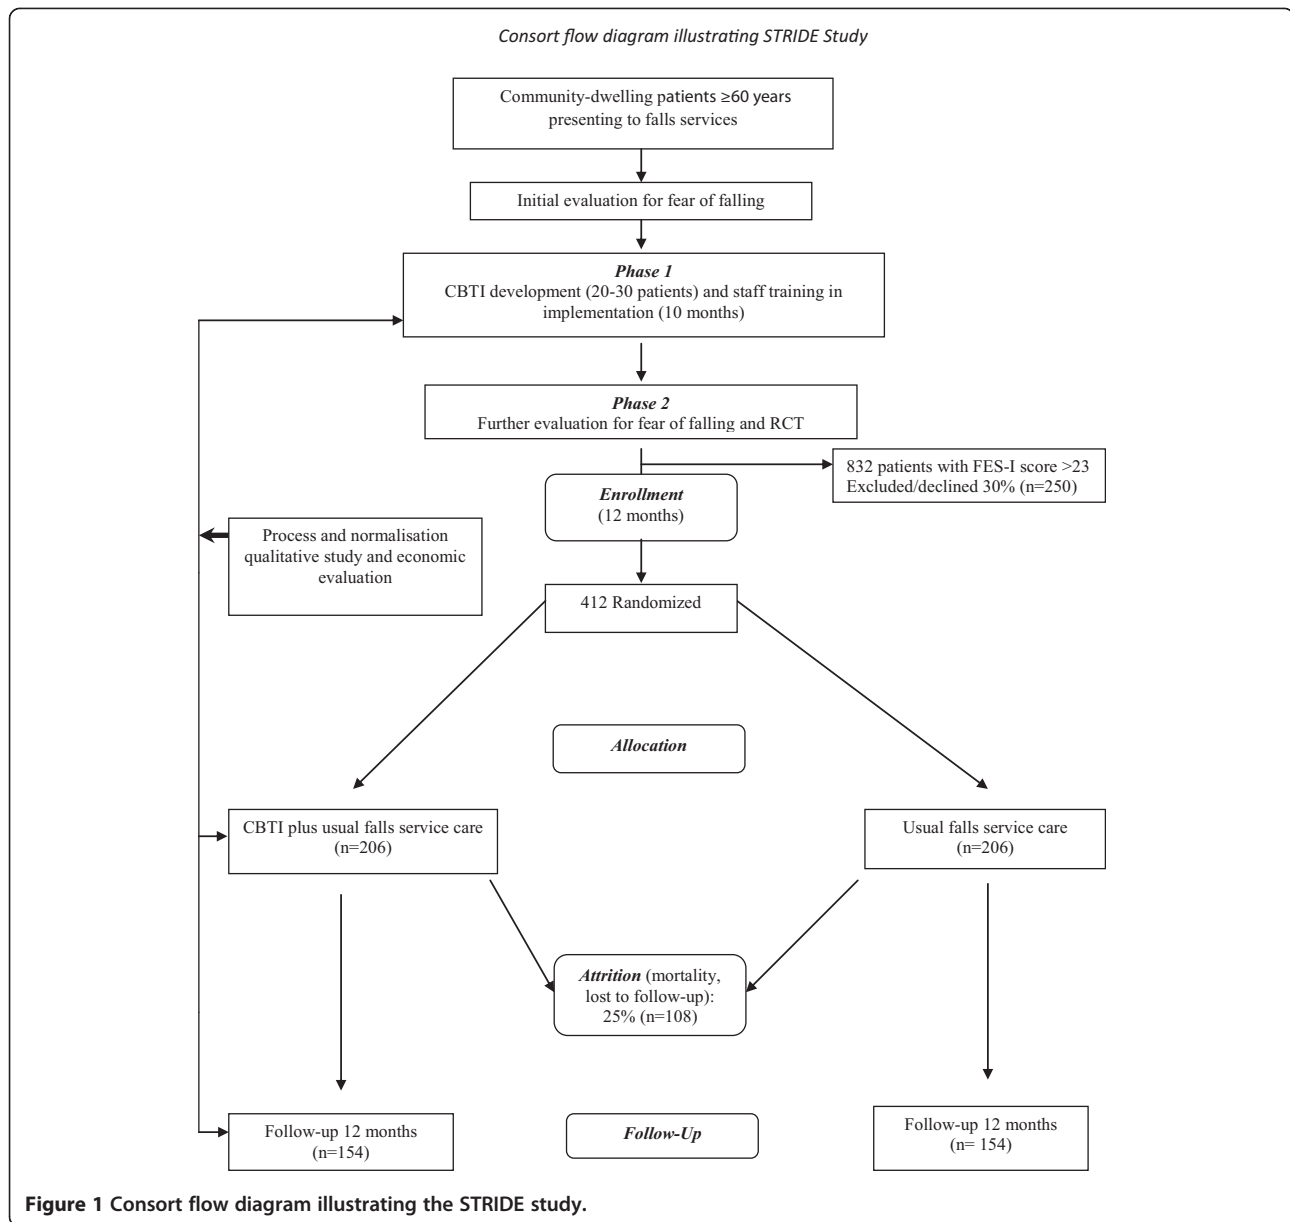 Consort flow diagram illustrating STRIDE Study
Community-dwelling patients ≥60 years
presenting to falls services
Initial evaluation for fear of falling
Phase 1
CBTI development (20-30 patients) and staff training in
implementation (10 months)
Phase 2
Further evaluation for fear of falling and RCT
832 patients with FES-I score >23
Excluded/declined 30% (n=250)
Enrollment
(12 months)
Process and normalisation
qualitative study and economic
evaluation
412 Randomized
Allocation
CBTI plus usual falls service care
(n=206)
Usual falls service care
(n=206)
Attrition (mortality,
lost to follow-up):
25% (n=108)
Follow-up 12 months
(n=154)
Follow-Up
Follow-up 12 months
(n= 154)
Figure 1 Consort flow diagram illustrating the STRIDE study.